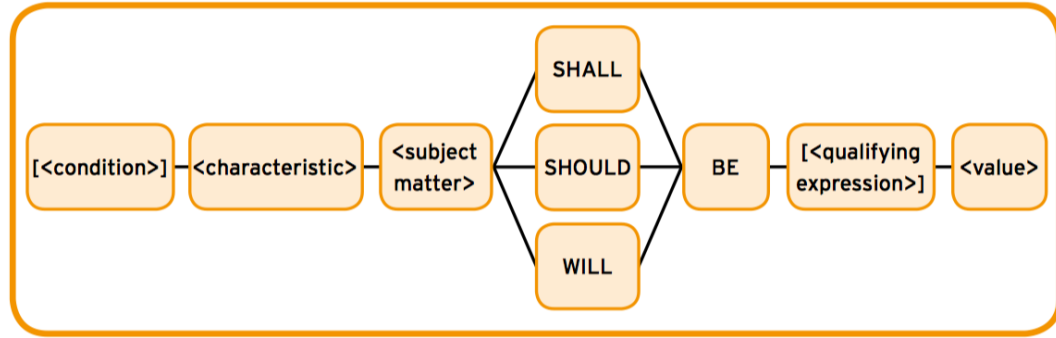 [<condition>]
<characteristic>
<subject
matter>
SHALL
SHOULD
WILL
BE
[<qualifying
expression>]
<value>